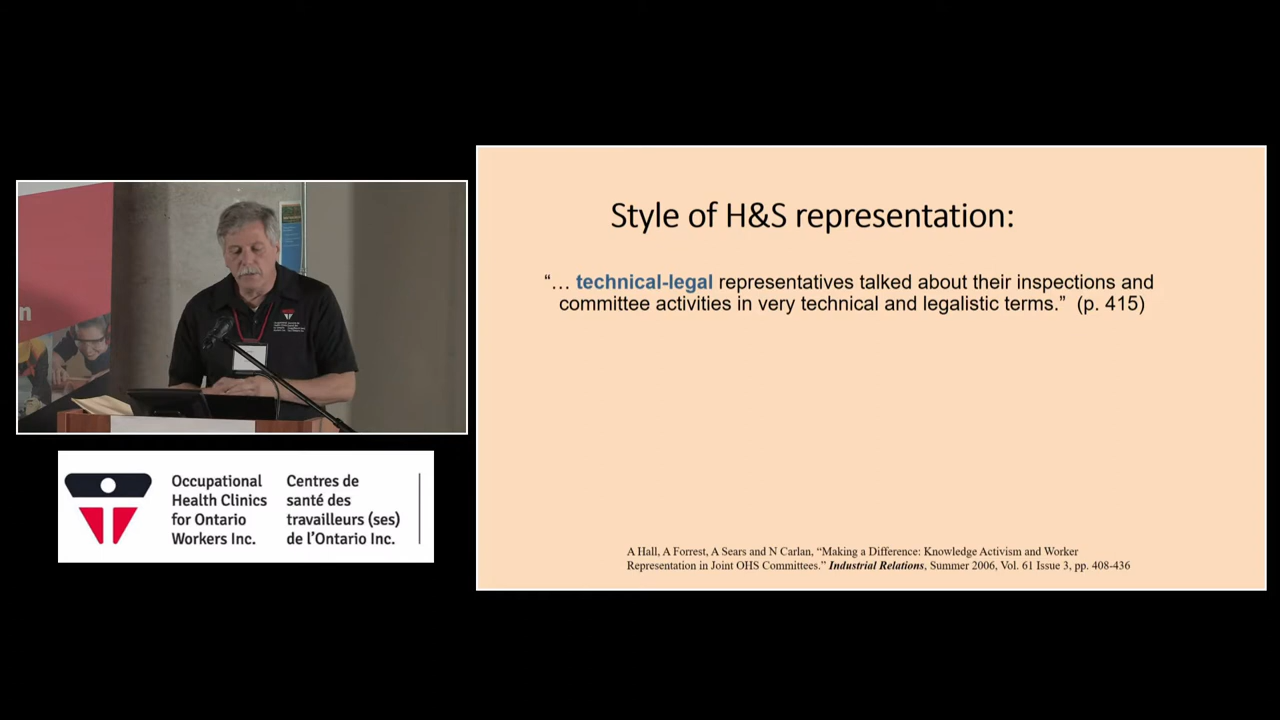 Style of H&S representation:
“… technical-legal representatives talked about their inspections and
committee activities in very technical and legalistic terms.” (p. 415)
A Hall, A Forrest, A Sears and N Carlan, “Making a Difference: Knowledge Activism and Worker
Representation in Joint OHS Committees.” Industrial Relations, Summer 2006, Vol. 61 Issue 3, pp. 408-436
Occupational
Health Clinics
for Ontario
Workers Inc.
Centres de
santé des
travailleurs (ses)
de l’Ontario Inc.